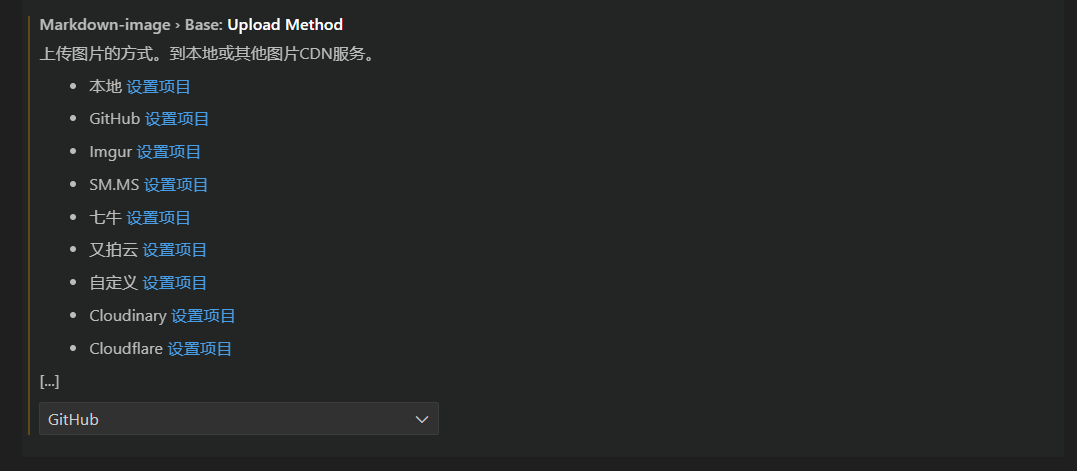 Markdown-image › Base: Upload Method
上传图片的方式。到本地或其他图片CDN服务。
• 本地 设置项目
• GitHub 设置项目
• Imgur 设置项目
• SM.MS 设置项目
• 七牛 设置项目
• 又拍云 设置项目
• 自定义 设置项目
• Cloudinary 设置项目
• Cloudflare 设置项目
[...]
GitHub